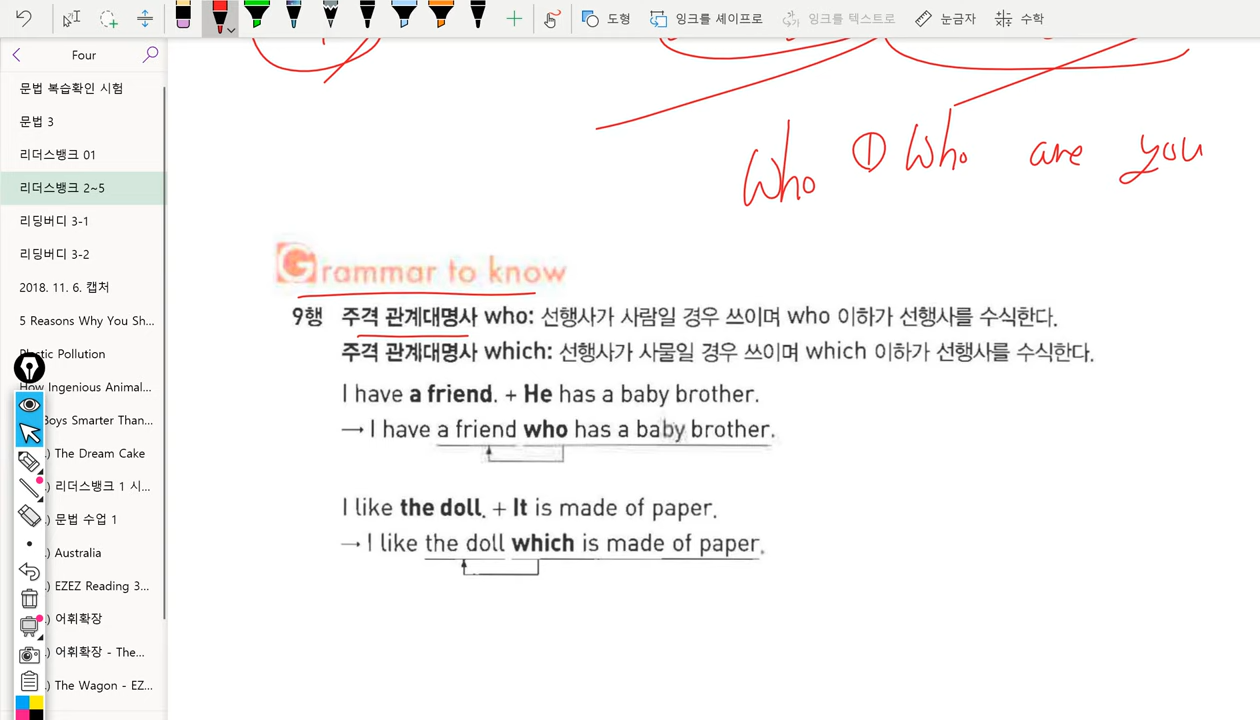 도형
잉크를 셰이프로
잉크를 텍스트로
눈금자
수학
Four
문법 복습확인 시험
문법 3
리더스뱅크 01
리더스뱅크 2~5
리딩버디 3-1
리딩버디 3-2
2018. 11. 6. 캡처
5 Reasons Why You Sh...
Plastic Pollution
How Ingenious Animal...
Boys Smarter Than...
) The Dream Cake
) 리더스뱅크 1 시...
) 문법 수업 1
) Australia
) EZEZ Reading 3...
) 어휘확장
) 어휘확장 - The...
) The Wagon - EZ...
Who ① Who are you
Grammar to know
9행 주격 관계대명사 who: 선행사가 사람일 경우 쓰이며 who 이하가 선행사를 수식한다.
주격 관계대명사 which: 선행사가 사물일 경우 쓰이며 which 이하가 선행사를 수식한다.
I have a friend. + He has a baby brother.
→ I have a friend who has a baby brother.
I like the doll. + It is made of paper.
→ I like the doll which is made of paper.